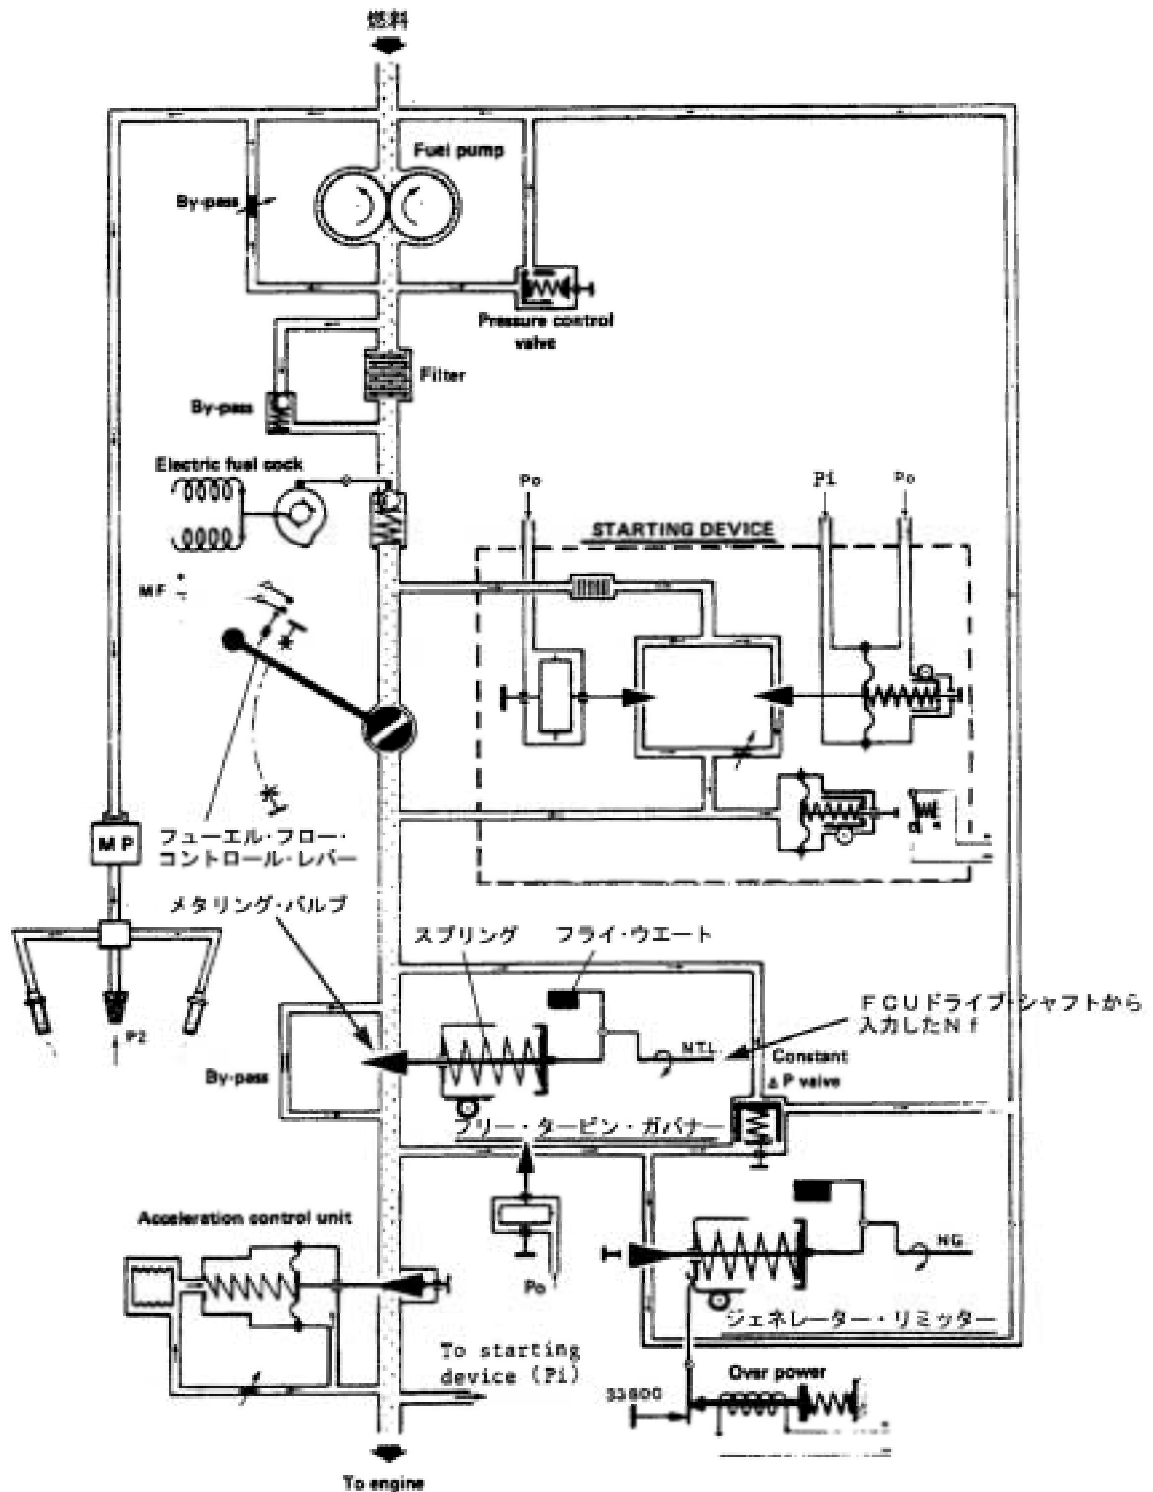 燃料
Fuel pump
By-pass
Pressure control
valve
Filter
By-pass
Electric fuel cock
Po
Pi
Po
STARTING DEVICE
MF
+
-
MP
フューエル・フロー・
コントロール・レバー
メタリング・バルブ
スプリング
フライ・ウエート
P2
FCUドライブ・シャフトから
入力したNf
NTL
Constant
△P valve
By-pass
フリー・タービン・ガバナー
Acceleration control unit
NG
Po
ジェネレーター・リミッター
To starting
device (Pi)
Over power
33800
To engine